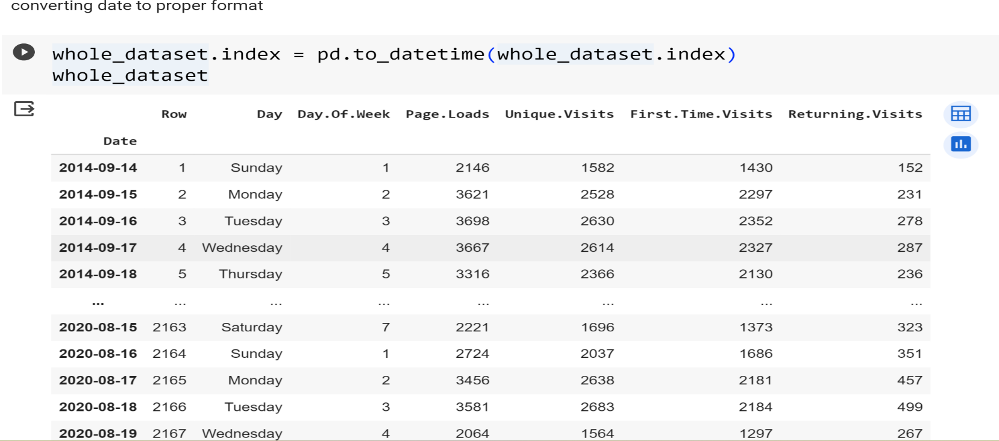 converting date to proper format
whole_dataset.index = pd.to_datetime(whole_dataset.index)
whole_dataset
Row Day Day.Of.Week Page.Loads Unique.Visits First.Time.Visits Returning.Visits
Date
2014-09-14 1 Sunday 1 2146 1582 1430 152
2014-09-15 2 Monday 2 3621 2528 2297 231
2014-09-16 3 Tuesday 3 3698 2630 2352 278
2014-09-17 4 Wednesday 4 3667 2614 2327 287
2014-09-18 5 Thursday 5 3316 2366 2130 236
... ... ... ... ... ... ... ...
2020-08-15 2163 Saturday 7 2221 1696 1373 323
2020-08-16 2164 Sunday 1 2724 2037 1686 351
2020-08-17 2165 Monday 2 3456 2638 2181 457
2020-08-18 2166 Tuesday 3 3581 2683 2184 499
2020-08-19 2167 Wednesday 4 2064 1564 1297 267